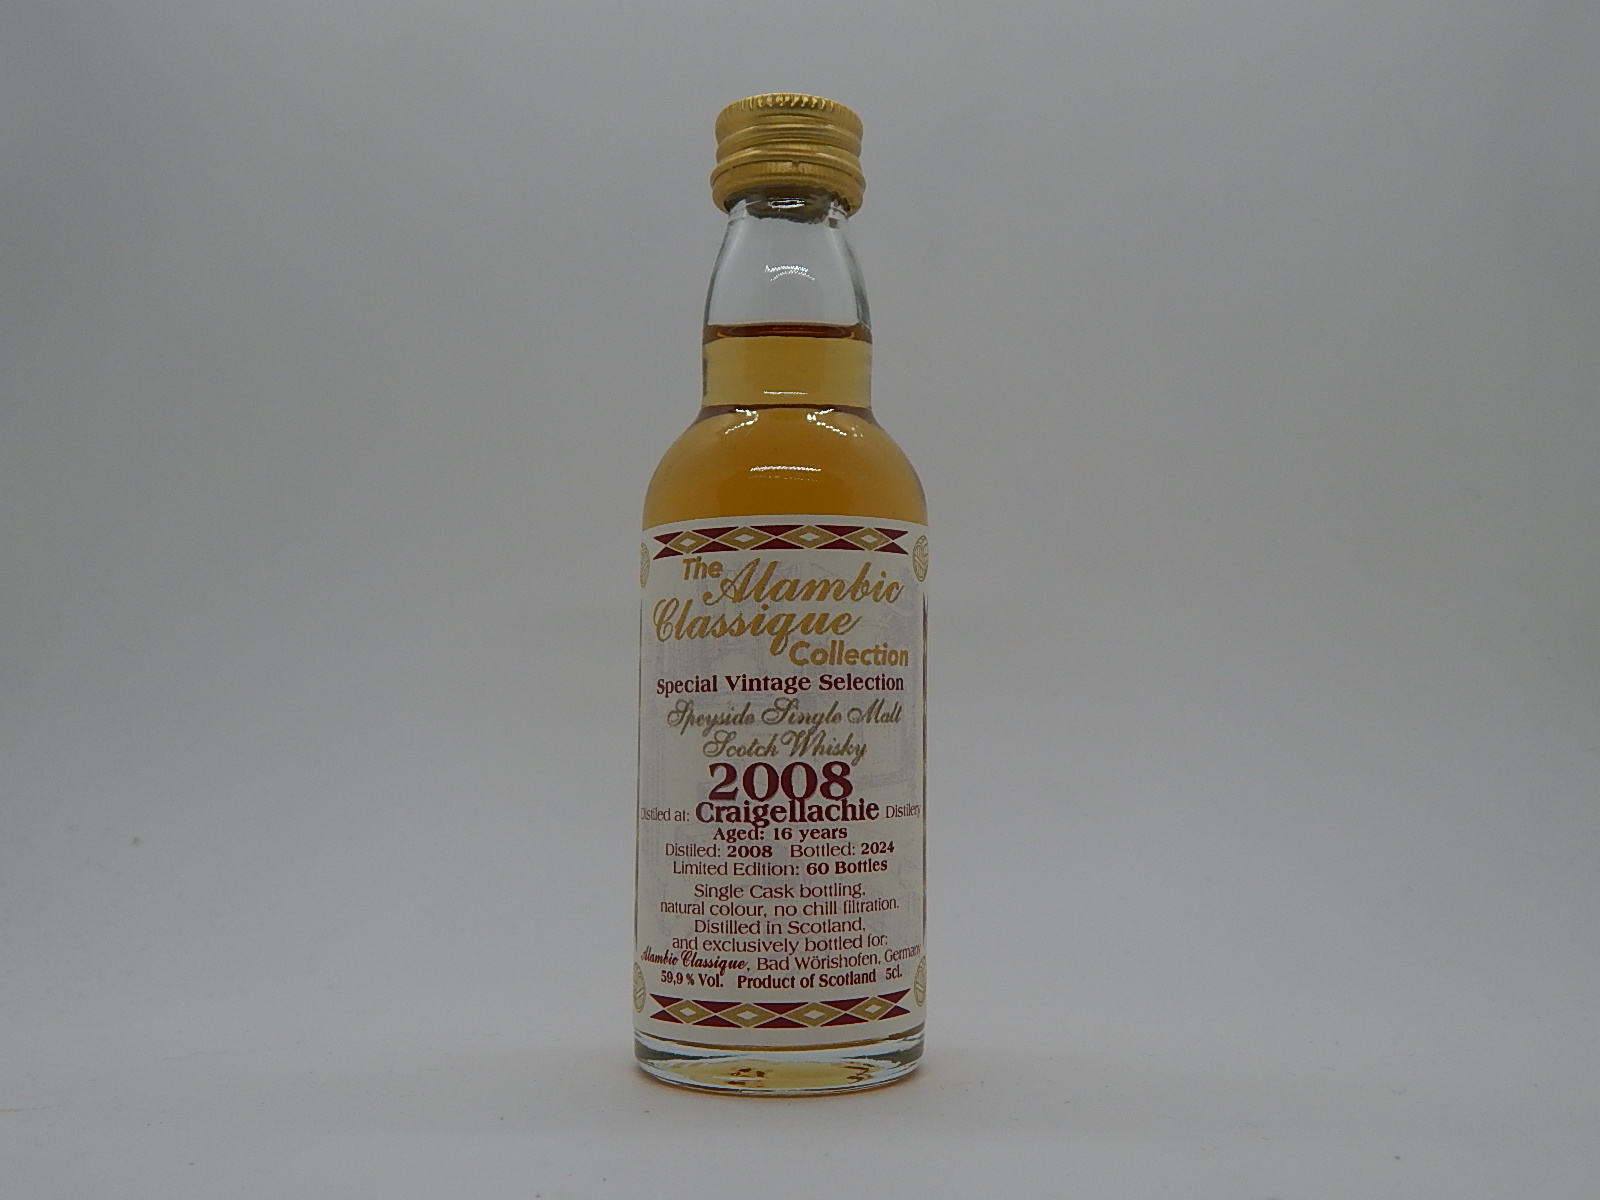 The Alambic
Classique
Collection
Special Vintage Selection
Speyside Single Malt
Scotch Whisky
2008
Distilled at: Craigellachie Distillery
Aged: 16 years
Distilled: 2008 Bottled: 2024
Limited Edition: 60 Bottles
Single Cask bottling,
natural colour, no chill filtration.
Distilled in Scotland,
and exclusively bottled for:
Alambic Classique, Bad Wörishofen, Germany
59,9 % Vol. Product of Scotland 5cl.